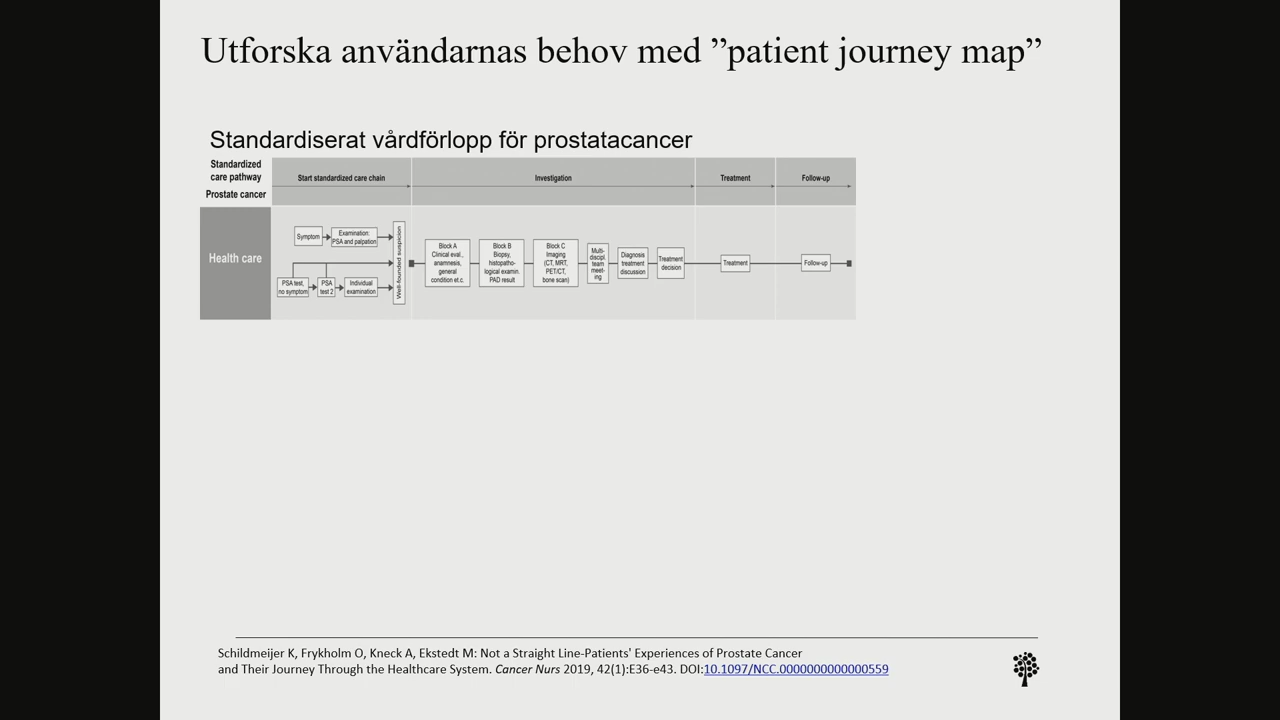 Utforska användarnas behov med ”patient journey map”
Standardiserat vårdförlopp för prostatacancer
Standardized
care pathway
Prostate cancer
Start standardized care chain
Investigation
Treatment
Follow-up
Health care
Symptom
Examination:
PSA and palpation
PSA test,
no symptom
PSA
test 2
Individual
examination
Well-founded suspicion
Block A
Clinical eval.,
anamnesis,
general
condition et.c.
Block B
Biopsy,
histopatho-
logical examin.
PAD result
Block C
Imaging
(CT, MRT,
PET/CT,
bone scan)
Multi-
discipl.
team
meet-
ing
Diagnosis
treatment
discussion
Treatment
decision
Treatment
Follow-up
Schildmeijer K, Frykholm O, Kneck A, Ekstedt M: Not a Straight Line-Patients' Experiences of Prostate Cancer
and Their Journey Through the Healthcare System. Cancer Nurs 2019, 42(1):E36-e43. DOI:10.1097/NCC.0000000000000559